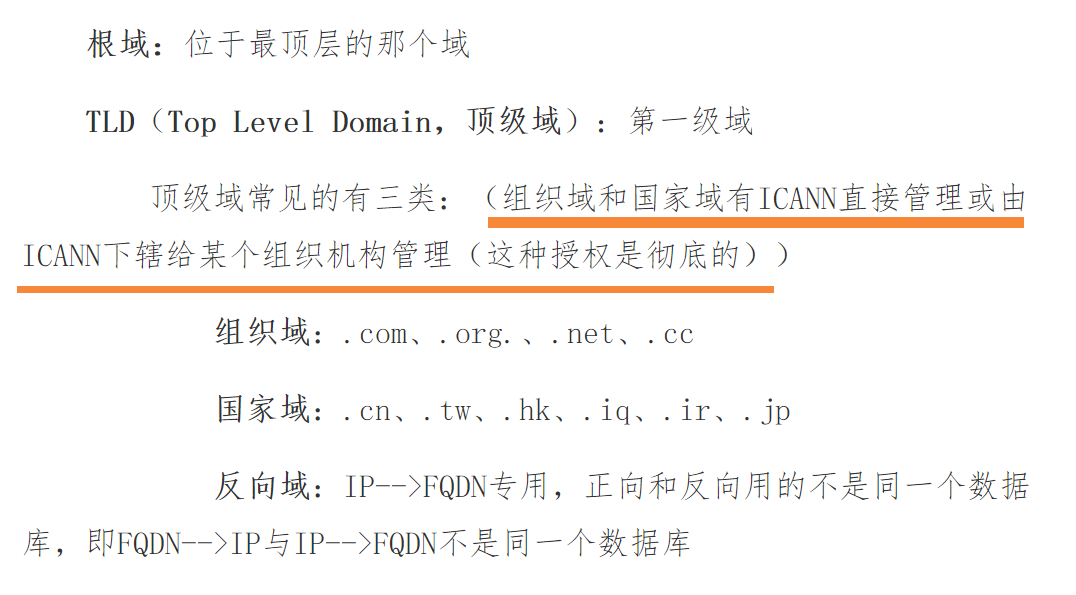 根域：位于最顶层的那个域
TLD（Top Level Domain，顶级域）：第一级域
顶级域常见的有三类：（组织域和国家域有ICANN直接管理或由
ICANN下辖给某个组织机构管理（这种授权是彻底的））
组织域：.com、.org.、.net、.cc
国家域：.cn、.tw、.hk、.iq、.ir、.jp
反向域：IP-->FQDN专用，正向和反向用的不是同一个数据
库，即FQDN-->IP与IP-->FQDN不是同一个数据库